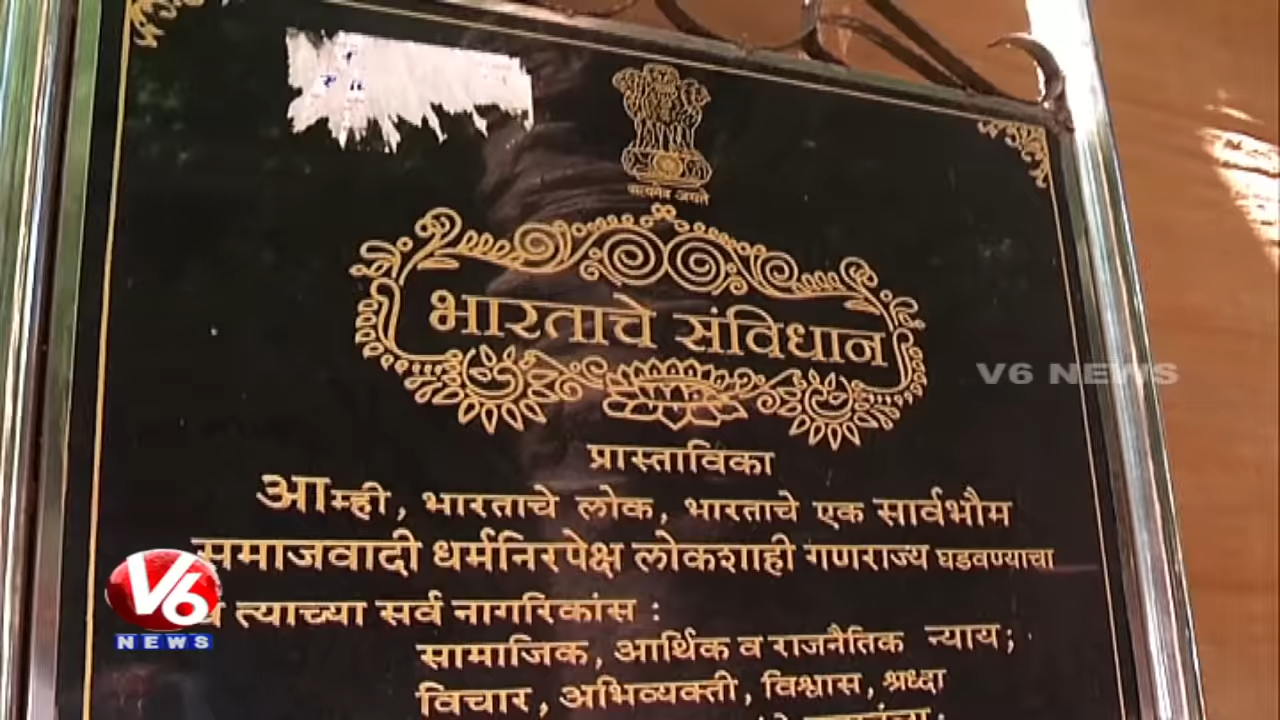 सत्यमेव जयते
भारताचे संविधान
प्रास्ताविका
आम्ही, भारताचे लोक, भारताचे एक सार्वभौम
समाजवादी धर्मनिरपेक्ष लोकशाही गणराज्य घडवण्याचा
व त्याच्या सर्व नागरिकांस :
सामाजिक, आर्थिक व राजनैतिक न्याय;
विचार, अभिव्यक्ती, विश्वास, श्रध्दा
V6 NEWS
V6
NEWS